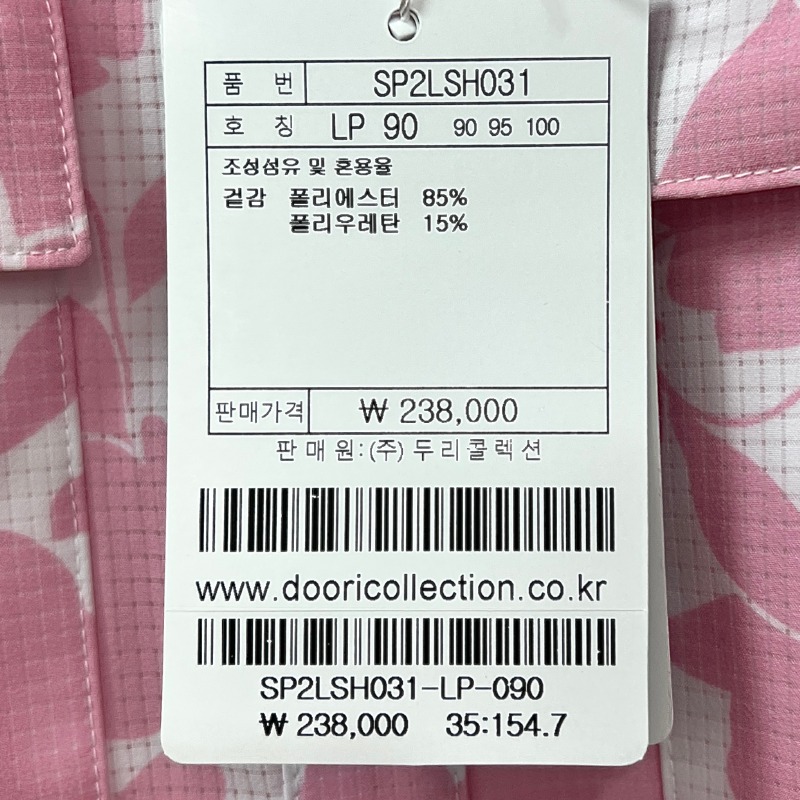 품 번 SP2LSH031
호 칭 LP 90 90 95 100
조성섬유 및 혼용율
겉감 폴리에스터 85%
폴리우레탄 15%
판매가격 ₩ 238,000
판매원:(주)두리콜렉션
www.dooricollection.co.kr
SP2LSH031-LP-090
₩ 238,000 35:154.7